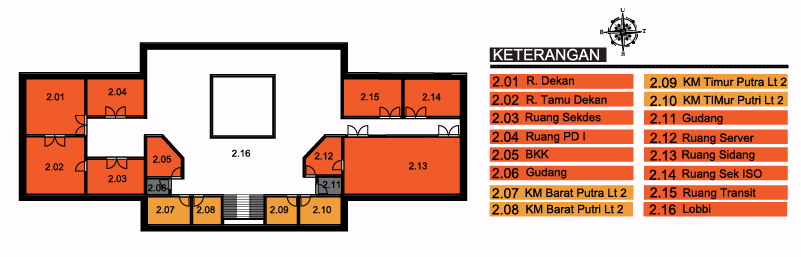 U
B T
S
KETERANGAN
2.01 R. Dekan
2.02 R. Tamu Dekan
2.03 Ruang Sekdes
2.04 Ruang PD I
2.05 BKK
2.06 Gudang
2.07 KM Barat Putra Lt 2
2.08 KM Barat Putri Lt 2
2.09 KM Timur Putra Lt 2
2.10 KM TIMur Putri Lt 2
2.11 Gudang
2.12 Ruang Server
2.13 Ruang Sidang
2.14 Ruang Sek ISO
2.15 Ruang Transit
2.16 Lobbi
2.01
2.04
2.15
2.14
2.16
2.02
2.03
2.05
2.06
2.12
2.11
2.13
2.07
2.08
2.09
2.10